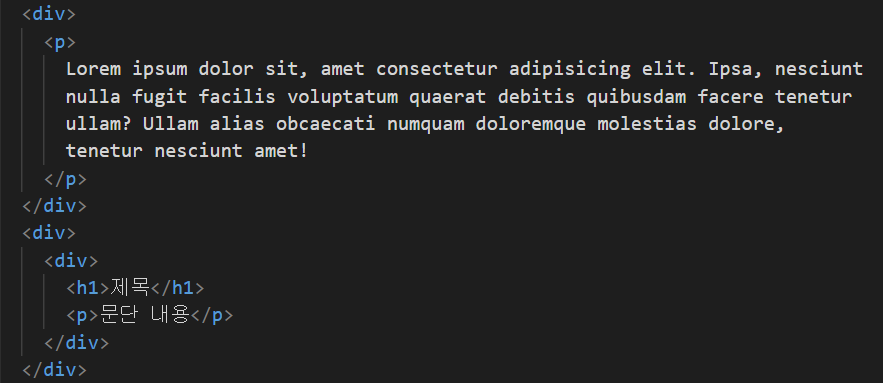 <div>
<p>
Lorem ipsum dolor sit, amet consectetur adipisicing elit. Ipsa, nesciunt
nulla fugit facilis voluptatum quaerat debitis quibusdam facere tenetur
ullam? Ullam alias obcaecati numquam doloremque molestias dolore,
tenetur nesciunt amet!
</p>
</div>
<div>
<div>
<h1>제목</h1>
<p>문단 내용</p>
</div>
</div>